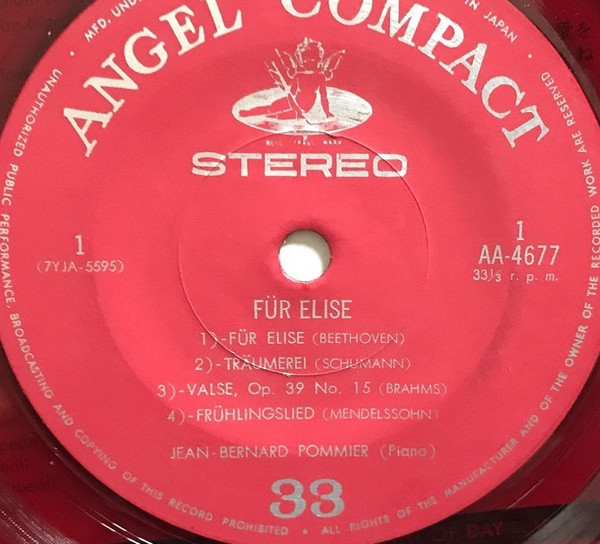 ANGEL COMPACT
MFD. UND
IN JAPAN
STEREO
1
(7YJA-5595)
1
AA-4677
33⅓ r. p. m.
FÜR ELISE
1)-FÜR ELISE (BEETHOVEN)
2)-TRÄUMEREI (SCHUMANN)
3)-VALSE, Op. 39 No. 15 (BRAHMS)
4)-FRÜHLINGSLIED (MENDELSSOHN)
JEAN-BERNARD POMMIER (Piano)
33
UNAUTHORIZED PUBLIC PERFORMANCE, BROADCASTING AND COPYING OF THIS RECORD PROHIBITED • ALL RIGHTS OF THE MANUFACTURER AND OF THE OWNER OF THE RECORDED WORK ARE RESERVED
OF DAY